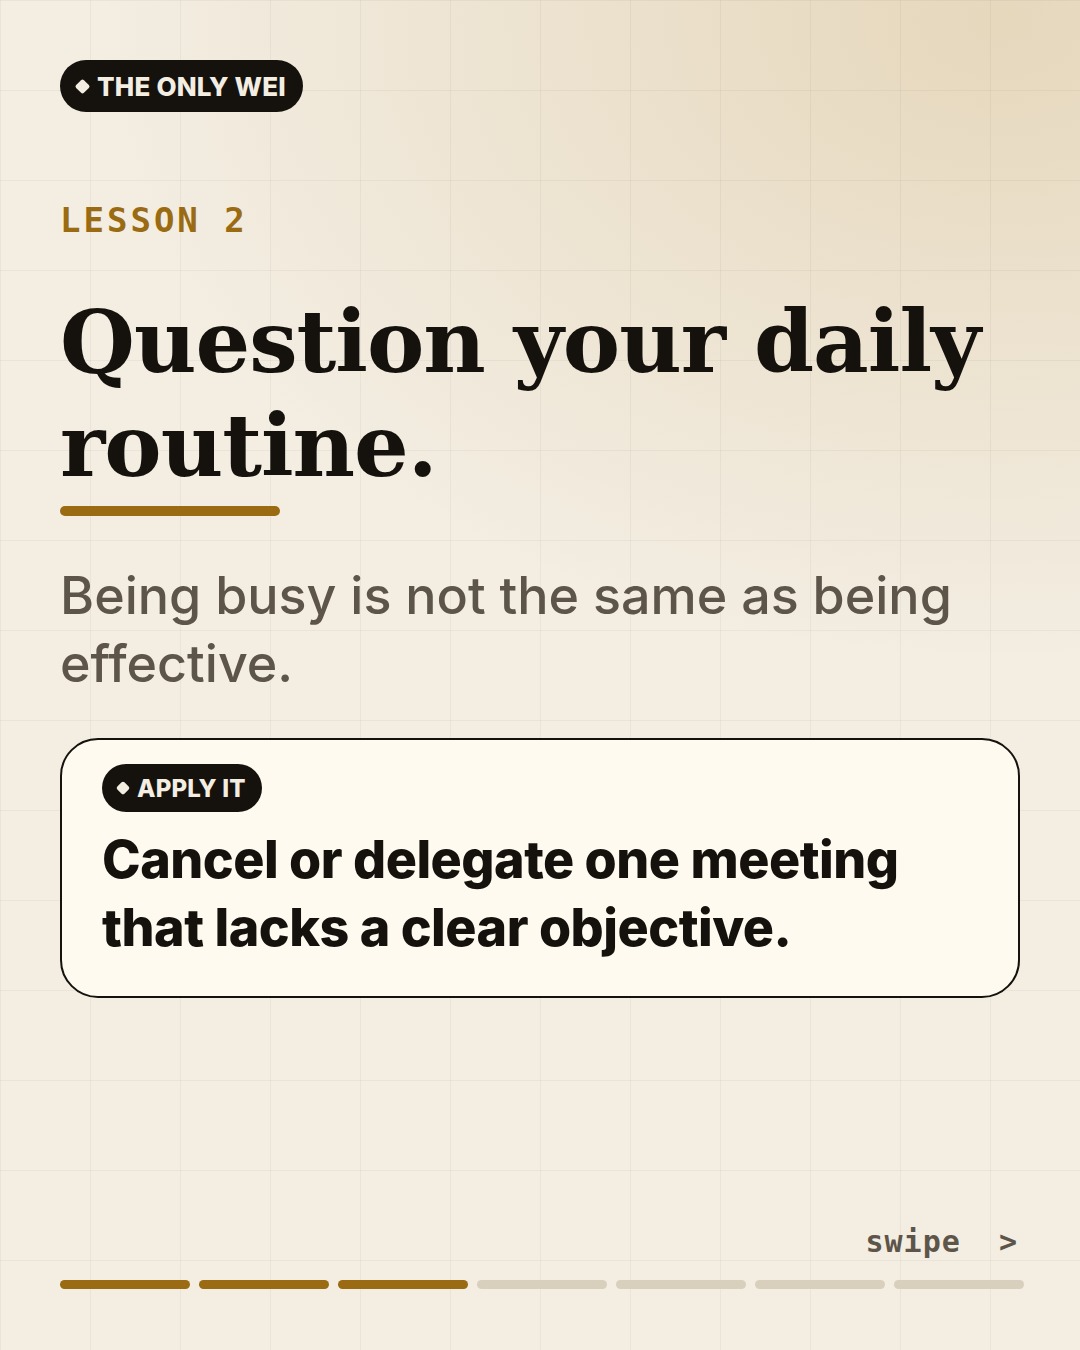 THE ONLY WEI
LESSON 2
Question your daily
routine.
Being busy is not the same as being
effective.
APPLY IT
Cancel or delegate one meeting
that lacks a clear objective.
swipe >